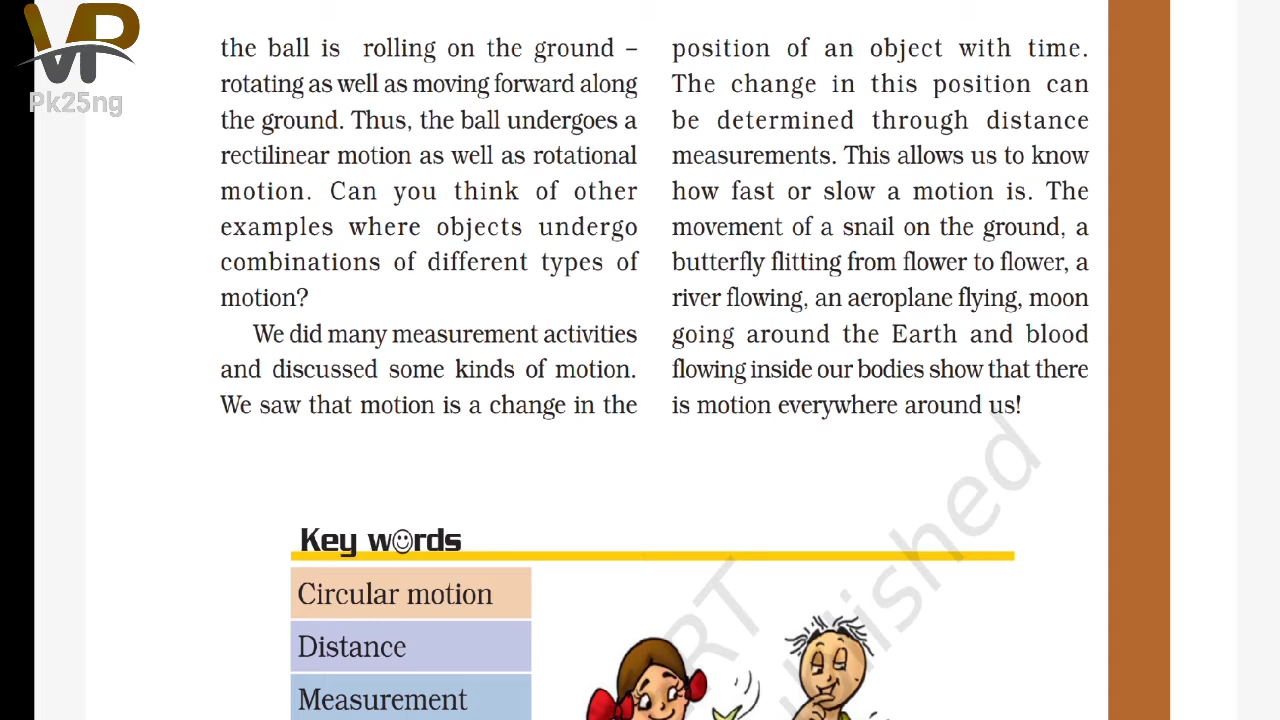 VP
Pk25ng
the ball is rolling on the ground –
rotating as well as moving forward along
the ground. Thus, the ball undergoes a
rectilinear motion as well as rotational
motion. Can you think of other
examples where objects undergo
combinations of different types of
motion?
We did many measurement activities
and discussed some kinds of motion.
We saw that motion is a change in the
position of an object with time.
The change in this position can
be determined through distance
measurements. This allows us to know
how fast or slow a motion is. The
movement of a snail on the ground, a
butterfly flitting from flower to flower, a
river flowing, an aeroplane flying, moon
going around the Earth and blood
flowing inside our bodies show that there
is motion everywhere around us!
Key words
Circular motion
Distance
Measurement